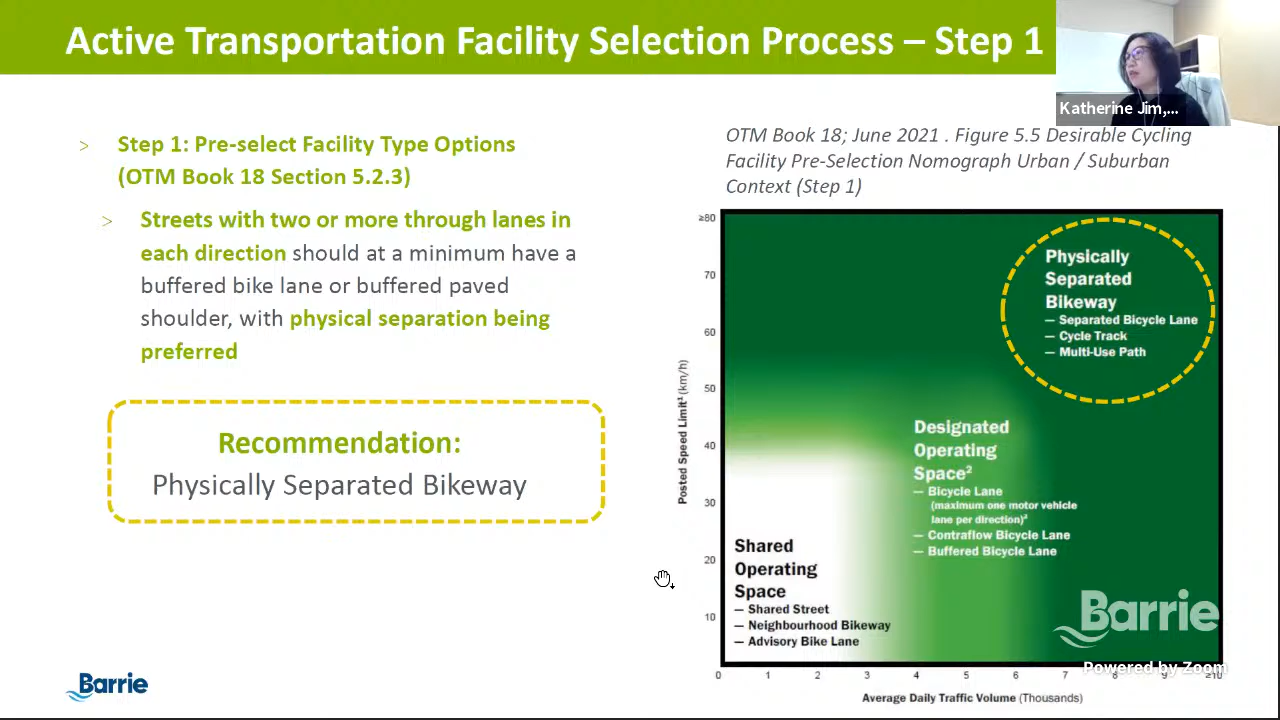 Active Transportation Facility Selection Process – Step 1
Katherine Jim,...
> Step 1: Pre-select Facility Type Options
(OTM Book 18 Section 5.2.3)
> Streets with two or more through lanes in
each direction should at a minimum have a
buffered bike lane or buffered paved
shoulder, with physical separation being
preferred
Recommendation:
Physically Separated Bikeway
OTM Book 18; June 2021 . Figure 5.5 Desirable Cycling
Facility Pre-Selection Nomograph Urban / Suburban
Context (Step 1)
≥80
70
60
50
40
30
20
10
Posted Speed Limit¹ (km/h)
Physically
Separated
Bikeway
— Separated Bicycle Lane
— Cycle Track
— Multi-Use Path
Designated
Operating
Space²
— Bicycle Lane
(maximum one motor vehicle
lane per direction)³
— Contraflow Bicycle Lane
— Buffered Bicycle Lane
Shared
Operating
Space
— Shared Street
— Neighbourhood Bikeway
— Advisory Bike Lane
0 1 2 3 4 5 6 7 8 9 ≥10
Average Daily Traffic Volume (Thousands)
Barrie
Powered by Zoom
Barrie